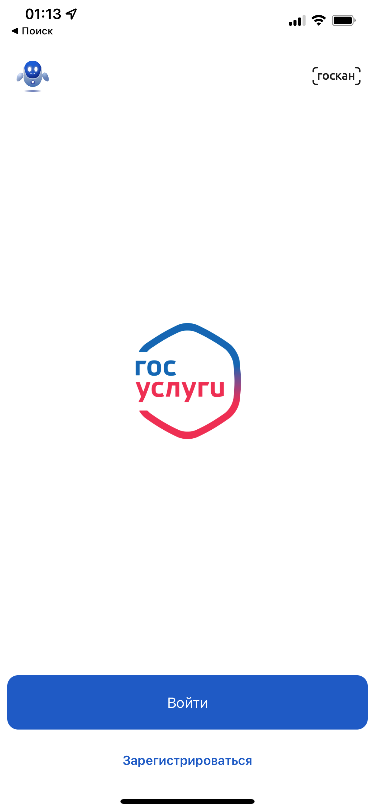 01:13
◀ Поиск
госкан
гос
услуги
Войти
Зарегистрироваться